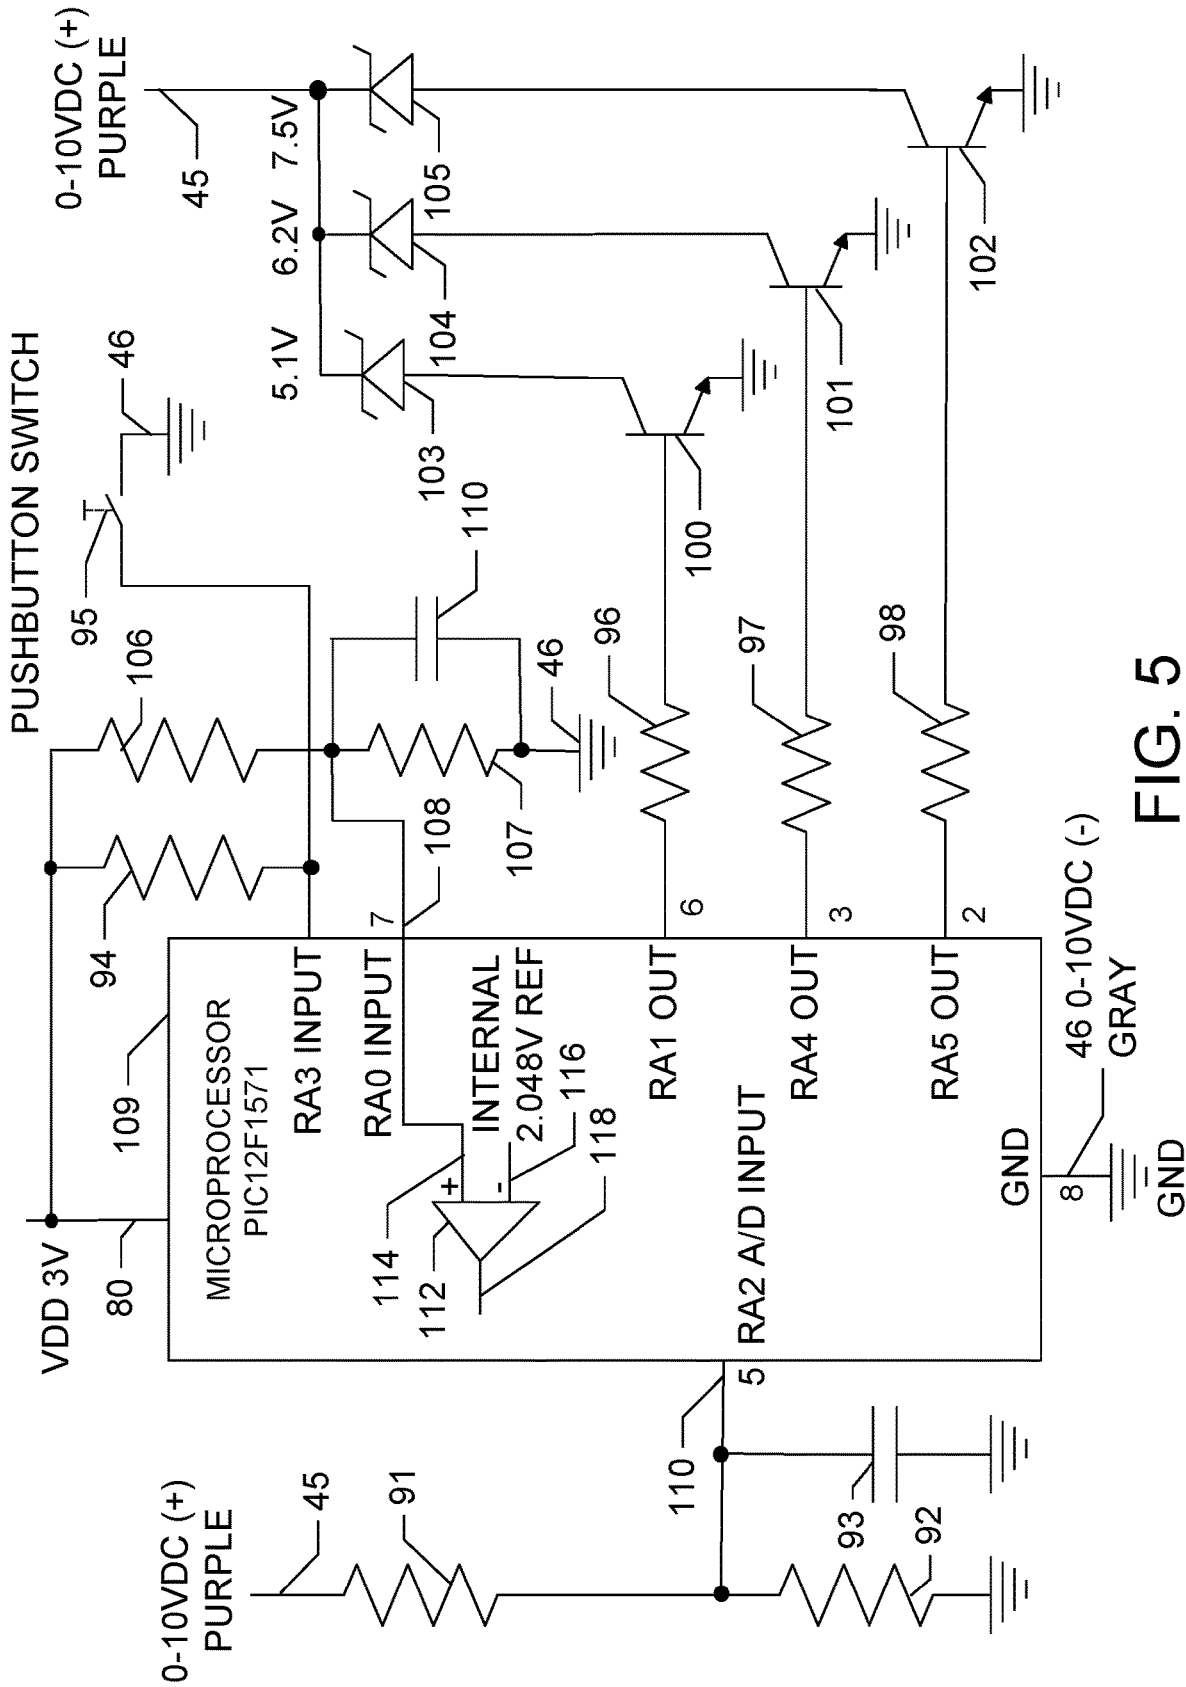 0-10VDC (+)
PURPLE
45
91
110
5
93
92
VDD 3V
80
109
MICROPROCESSOR
PIC12F1571
RA3 INPUT
RA0 INPUT
7
108
114
112
+
-
INTERNAL
2.048V REF
116
118
RA2 A/D INPUT
RA1 OUT
6
RA4 OUT
3
RA5 OUT
2
GND
8
46 0-10VDC (-)
GRAY
GND
94
106
107
46
110
PUSHBUTTON SWITCH
95
46
96
97
98
100
101
102
5.1V
6.2V
7.5V
103
104
105
0-10VDC (+)
PURPLE
45
FIG. 5